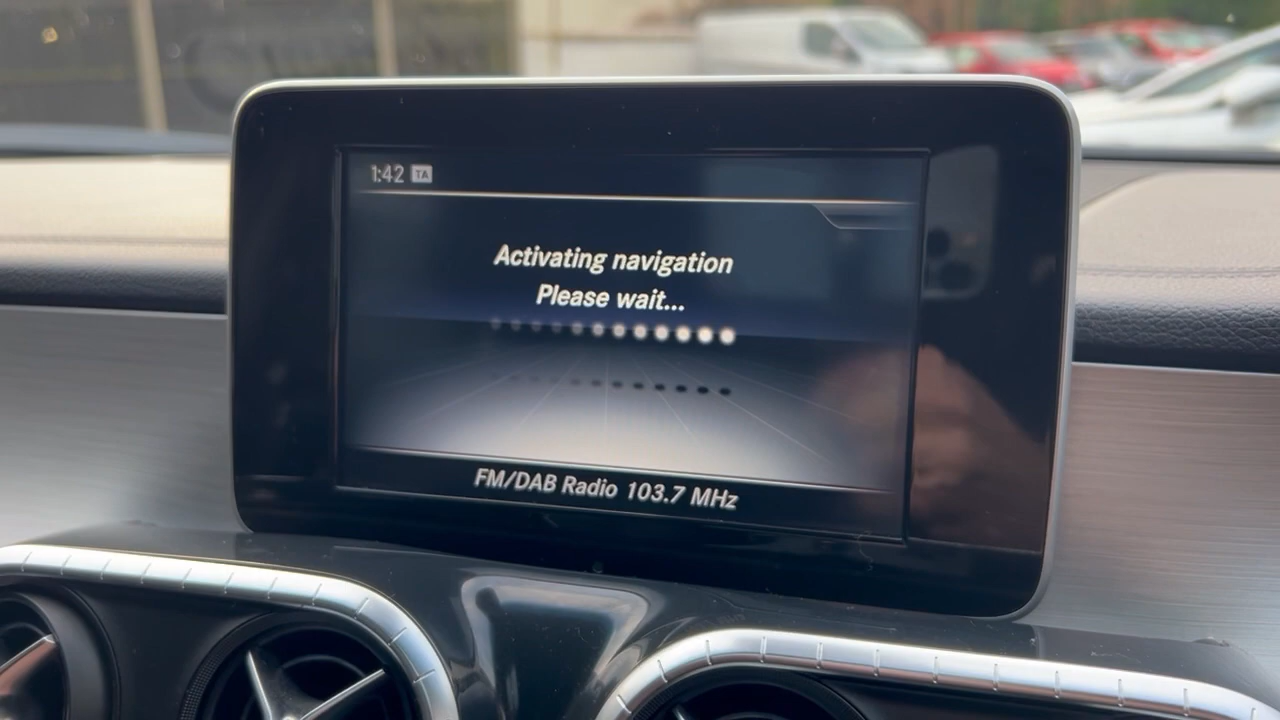 1:42 TA
Activating navigation
Please wait...
FM/DAB Radio 103.7 MHz